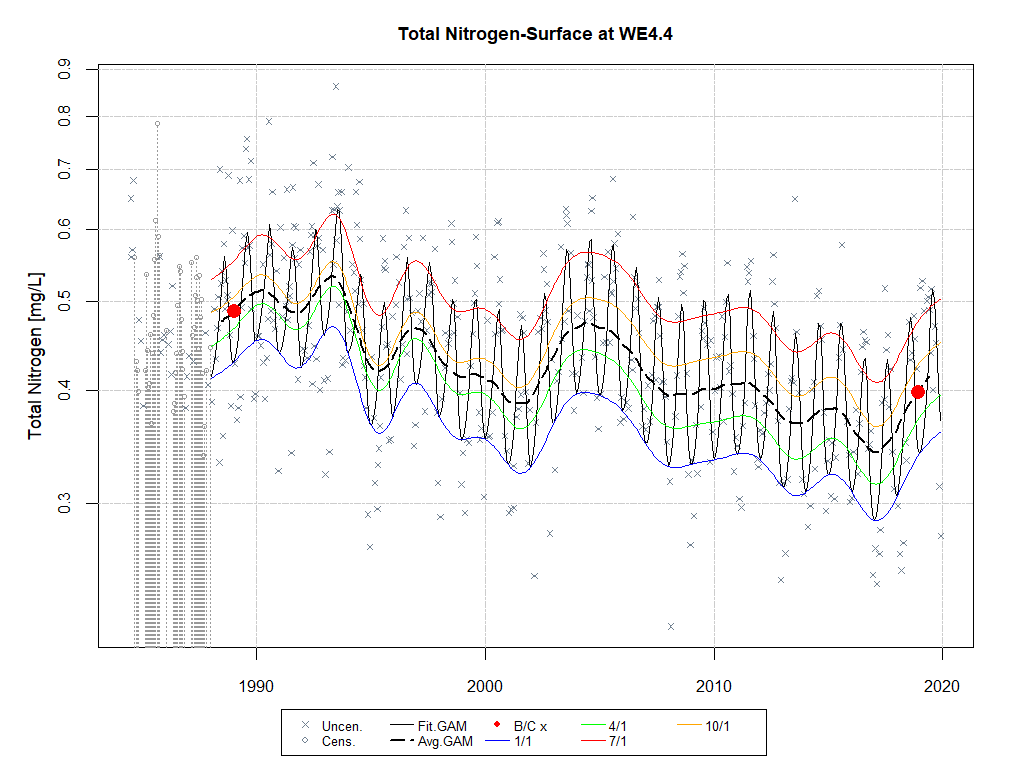 Total Nitrogen-Surface at WE4.4
Total Nitrogen [mg/L]
0.9
0.8
0.7
0.6
0.5
0.4
0.3
1990 2000 2010 2020
Uncen. Fit.GAM B/C x 4/1 10/1
Cens. Avg.GAM 1/1 7/1